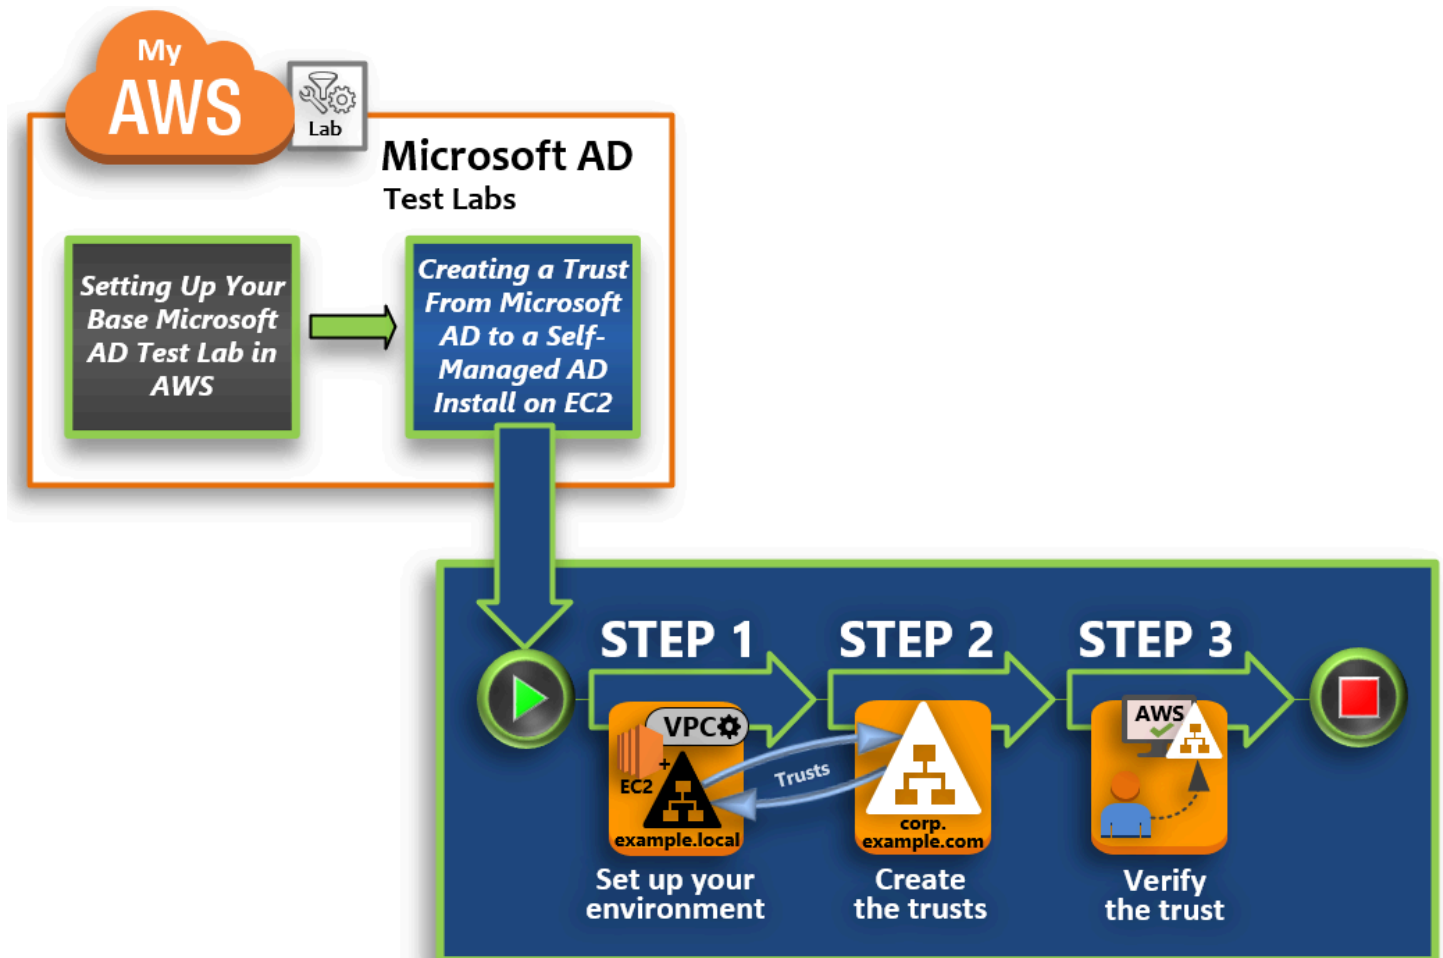 My
AWS
Lab
Microsoft AD
Test Labs
Setting Up Your
Base Microsoft
AD Test Lab in
AWS
Creating a Trust
From Microsoft
AD to a Self-
Managed AD
Install on EC2
STEP 1
STEP 2
STEP 3
VPC
EC2
+
example.local
Trusts
corp.
example.com
AWS
Set up your
environment
Create
the trusts
Verify
the trust